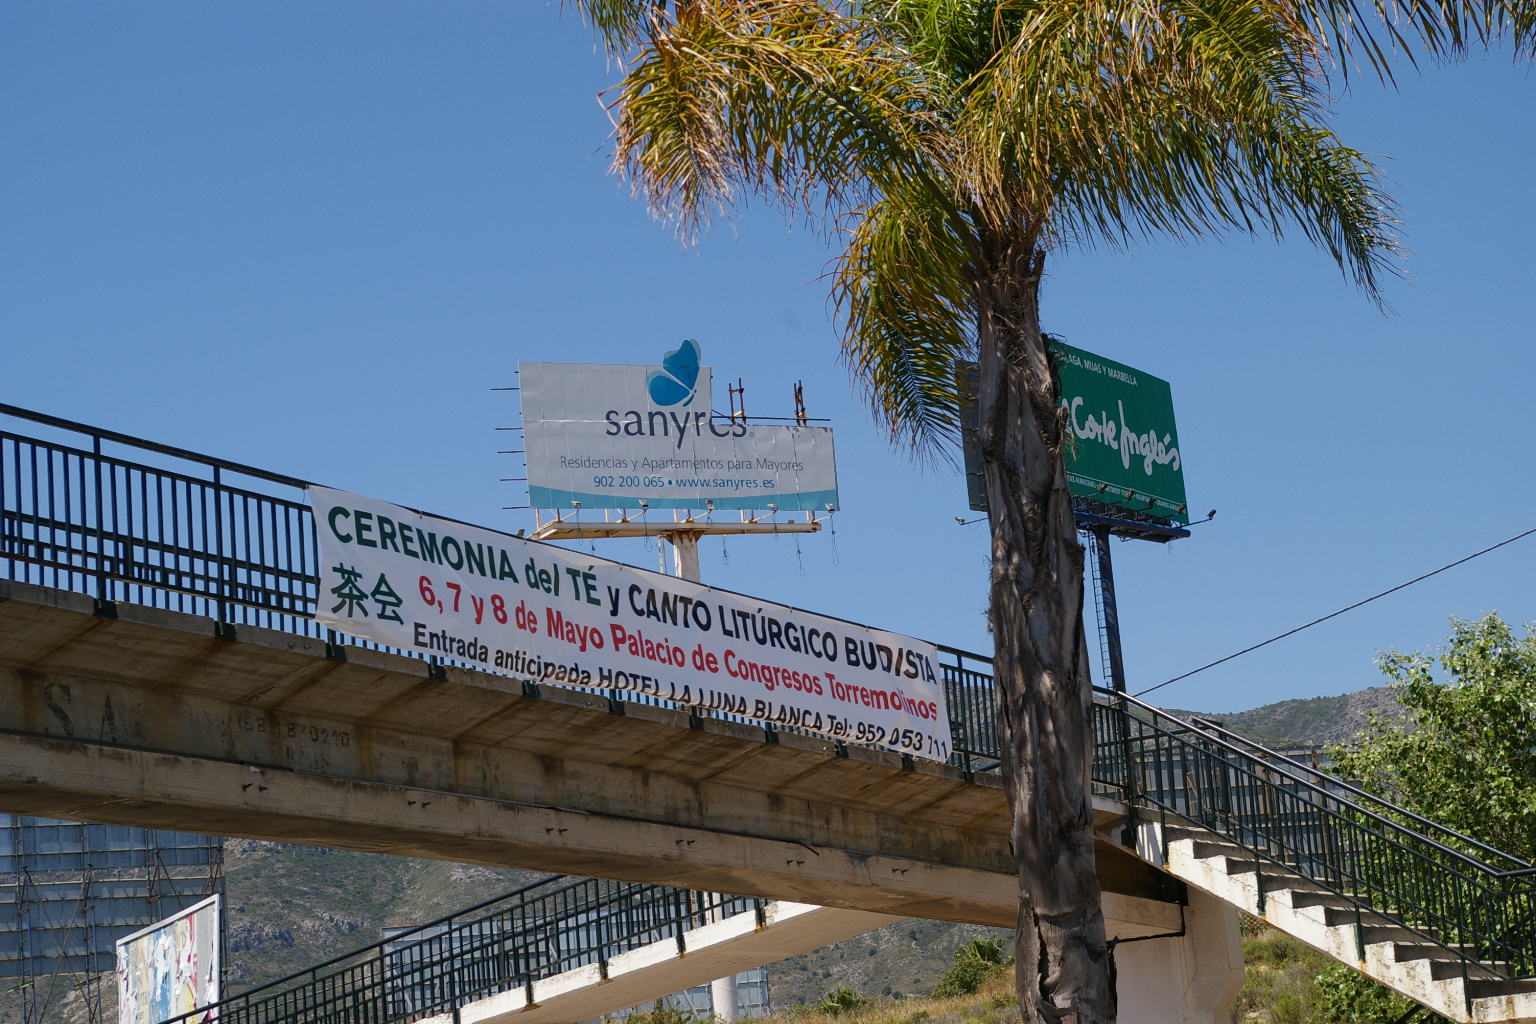 sanyres
Residencias y Apartamentos para Mayores
902 200 065 • www.sanyres.es
MIJAS Y MARBELLA
Corte Inglés
CEREMONIA del TÉ y CANTO LITÚRGICO BUDISTA
茶会 6, 7 y 8 de Mayo Palacio de Congresos Torremolinos
Entrada anticipada HOTEL LA LUNA BLANCA Tel: 952 053 711